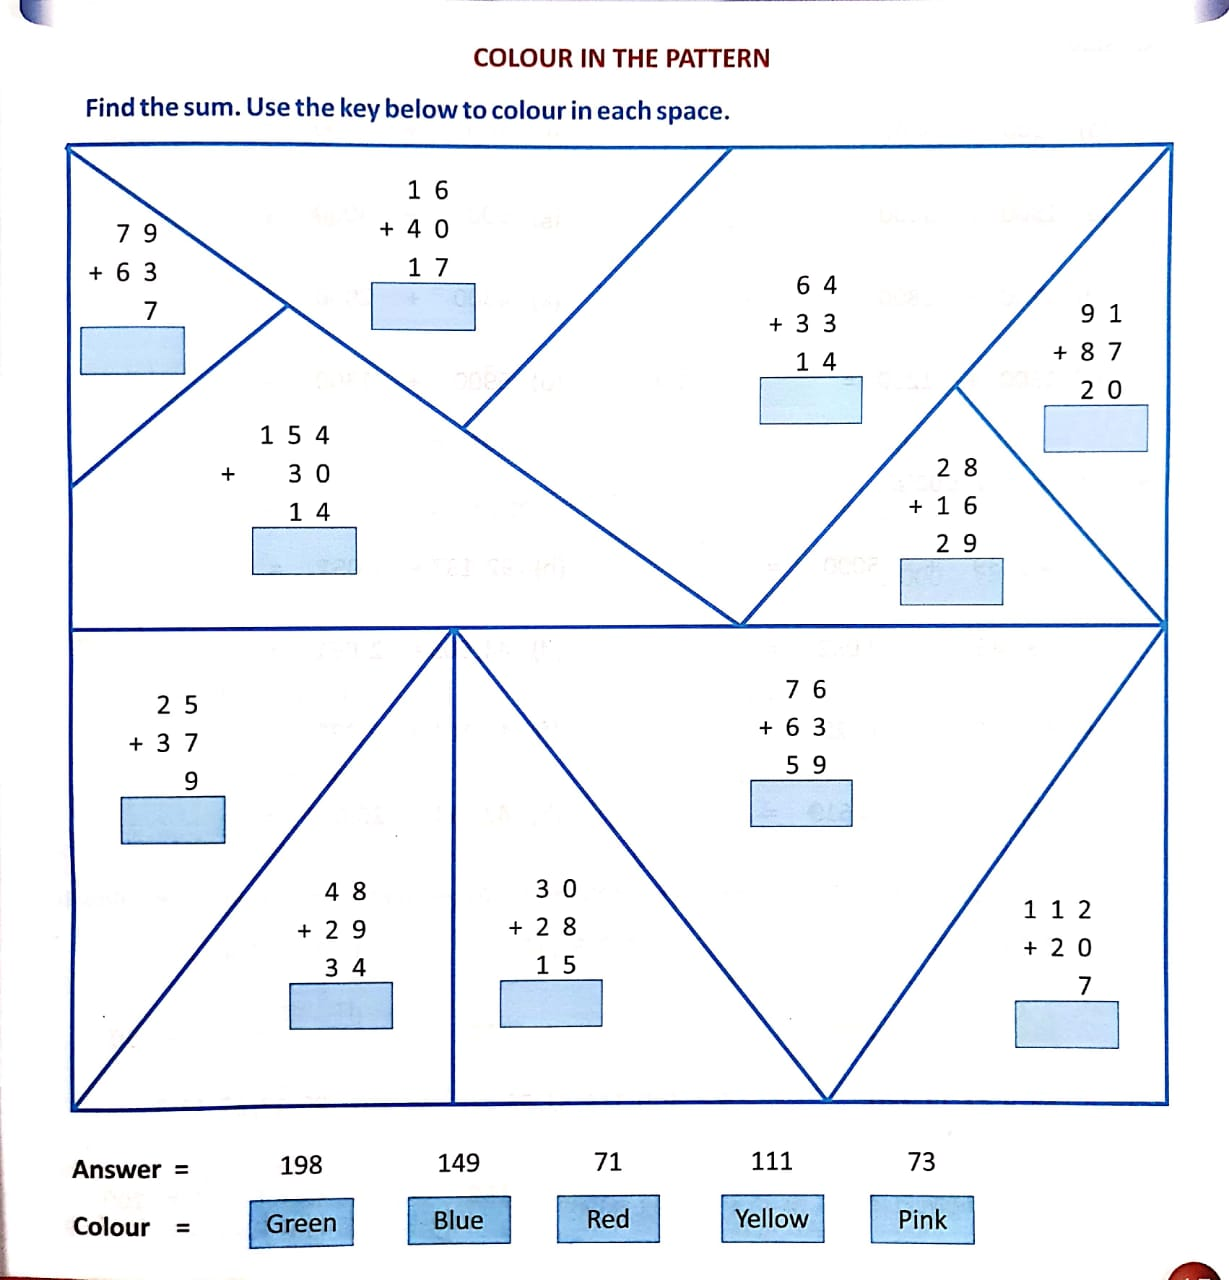 COLOUR IN THE PATTERN
Find the sum. Use the key below to colour in each space.
7 9
+ 6 3
7
1 6
+ 4 0
1 7
6 4
+ 3 3
1 4
9 1
+ 8 7
2 0
1 5 4
+ 3 0
1 4
2 8
+ 1 6
2 9
2 5
+ 3 7
9
7 6
+ 6 3
5 9
4 8
+ 2 9
3 4
3 0
+ 2 8
1 5
1 1 2
+ 2 0
7
Answer = 198 149 71 111 73
Colour = Green Blue Red Yellow Pink